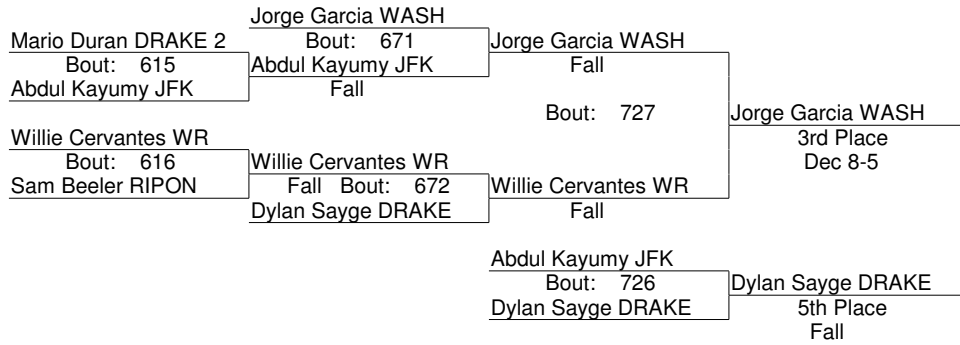 Jorge Garcia WASH
Mario Duran DRAKE 2
Bout: 671
Jorge Garcia WASH
Bout: 615
Abdul Kayumy JFK
Fall
Abdul Kayumy JFK
Fall
Bout: 727
Jorge Garcia WASH
Willie Cervantes WR
3rd Place
Bout: 616
Willie Cervantes WR
Dec 8-5
Sam Beeler RIPON
Fall Bout: 672
Willie Cervantes WR
Dylan Sayge DRAKE
Fall
Abdul Kayumy JFK
Bout: 726
Dylan Sayge DRAKE
Dylan Sayge DRAKE
5th Place
Fall